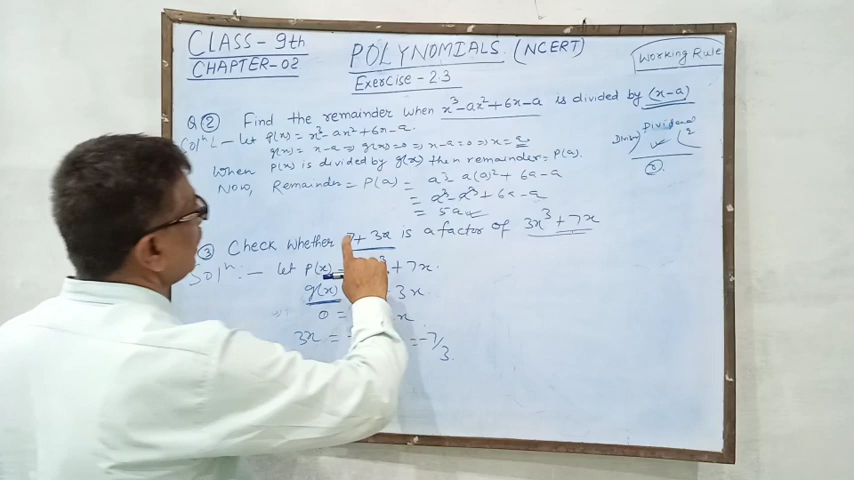 CLASS - 9th
CHAPTER - 02
POLYNOMIALS (NCERT)
Exercise - 2.3
Working Rule
Q② Find the remainder when x³-ax²+6x-a is divided by (x-a)
Solⁿ: - let p(x) = x³-ax²+6x-a.
g(x) = x-a ⇒ g(x)=0 ⇒ x-a=0 ⇒ x=a
When p(x) is divided by g(x) then remainder = p(a).
Now, Remainder = p(a) = a³ - a(a)² + 6a - a
= a³ - a³ + 6a - a
= 5a
Dividend
③ Check whether 7+3x is a factor of 3x³+7x
Solⁿ: - let p(x) = ³+7x.
g(x) 3x.
0 = x
3x = = -7/3.